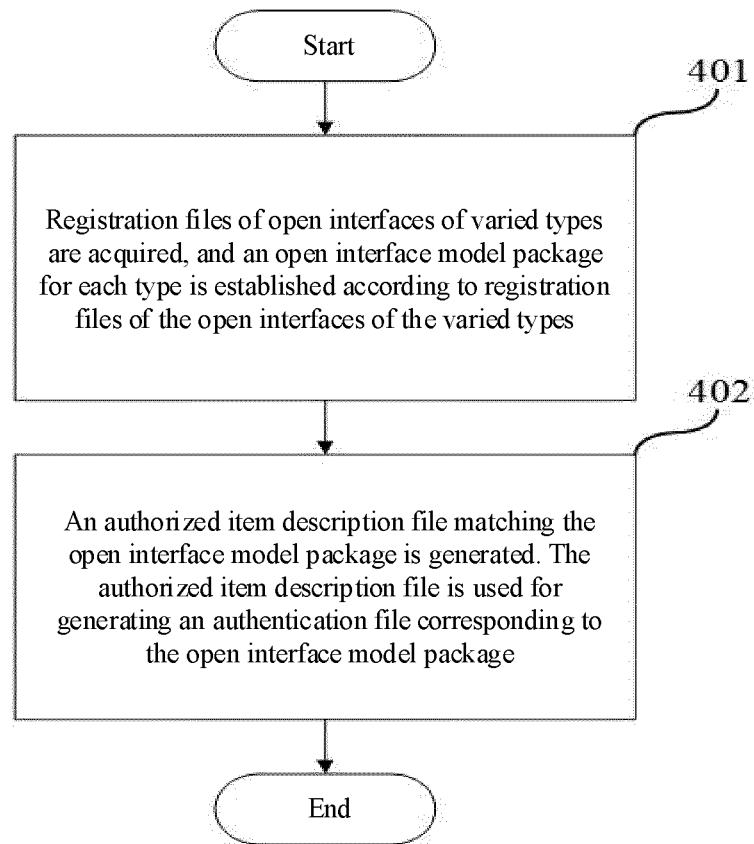 Start
401
Registration files of open interfaces of varied types
are acquired, and an open interface model package
for each type is established according to registration
files of the open interfaces of the varied types
402
An authorized item description file matching the
open interface model package is generated. The
authorized item description file is used for
generating an authentication file corresponding to
the open interface model package
End